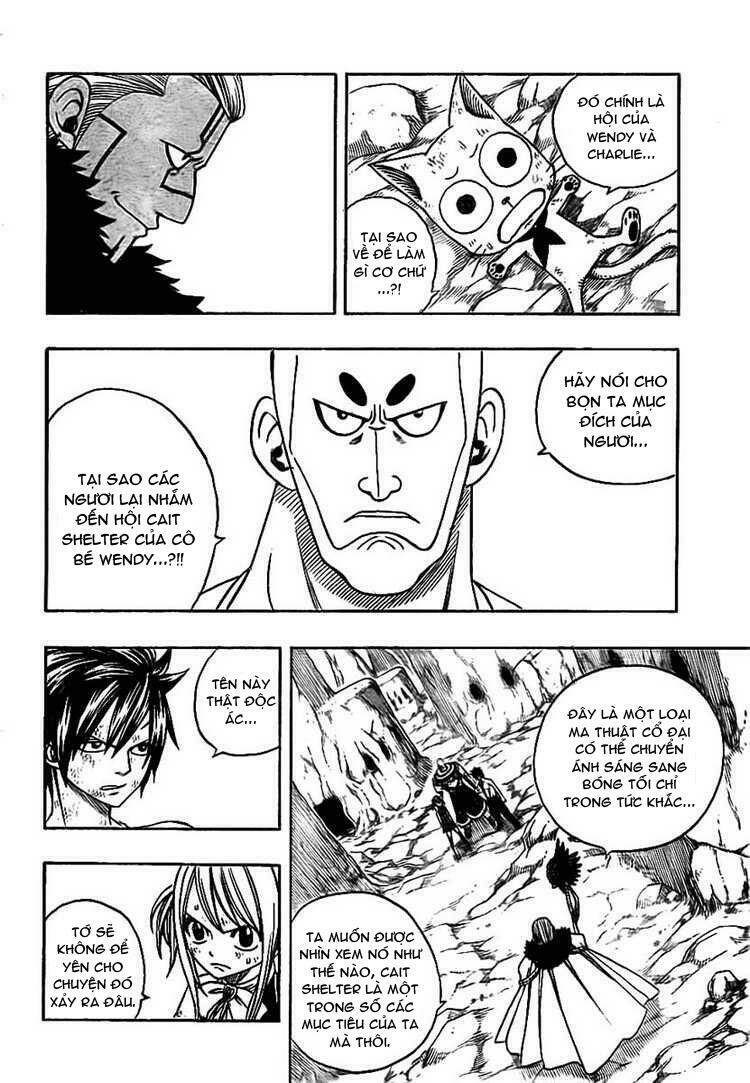 ĐÓ CHÍNH LÀ
HỘI CỦA
WENDY VÀ
CHARLIE...
TẠI SAO
VỀ ĐỂ LÀM
GÌ CƠ CHỨ
...?!
HÃY NÓI CHO
BỌN TA MỤC
ĐÍCH CỦA
NGƯƠI...
TẠI SAO CÁC
NGƯƠI LẠI NHẮM
ĐẾN HỘI CAIT
SHELTER CỦA CÔ
BÉ WENDY...?!!
TÊN NÀY
THẬT ĐỘC
ÁC...
ĐÂY LÀ MỘT LOẠI
MA THUẬT CỔ ĐẠI
CÓ THỂ CHUYỂN
ÁNH SÁNG SANG
BÓNG TỐI CHỈ
TRONG TỨC KHẮC...
TỚ SẼ
KHÔNG ĐỂ
YÊN CHO
CHUYỆN ĐÓ
XẢY RA ĐÂU.
TA MUỐN ĐƯỢC
NHÌN XEM NÓ NHƯ
THẾ NÀO, CAIT
SHELTER LÀ MỘT
TRONG SỐ CÁC
MỤC TIÊU CỦA TA
MÀ THÔI.